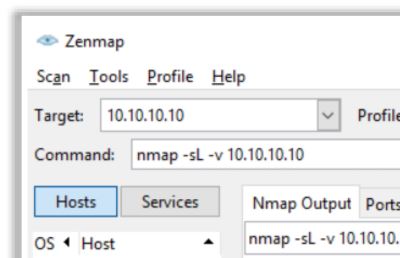 Zenmap
Scan Tools Profile Help
Target: 10.10.10.10 Profile
Command: nmap -sL -v 10.10.10.10
Hosts Services Nmap Output Ports
OS Host nmap -sL -v 10.10.10.